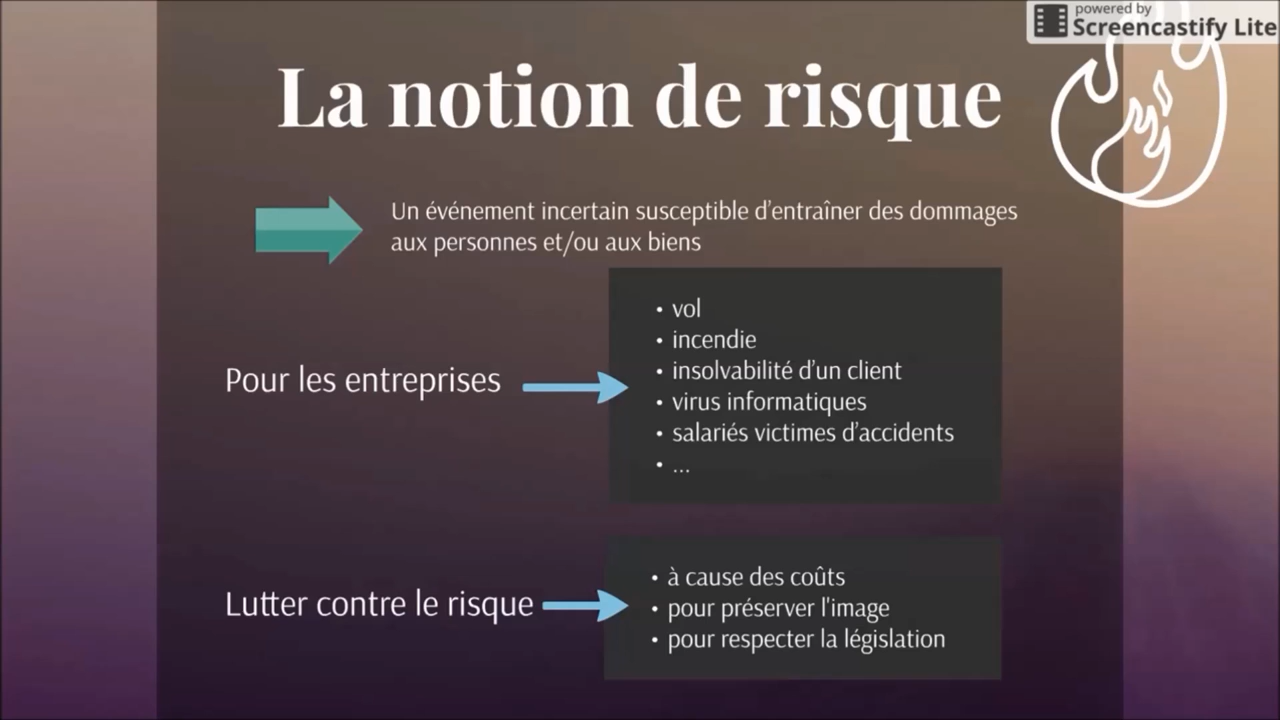 powered by
Screencastify Lite
La notion de risque
Un événement incertain susceptible d'entraîner des dommages
aux personnes et/ou aux biens
Pour les entreprises
• vol
• incendie
• insolvabilité d'un client
• virus informatiques
• salariés victimes d'accidents
• ...
Lutter contre le risque
• à cause des coûts
• pour préserver l'image
• pour respecter la législation